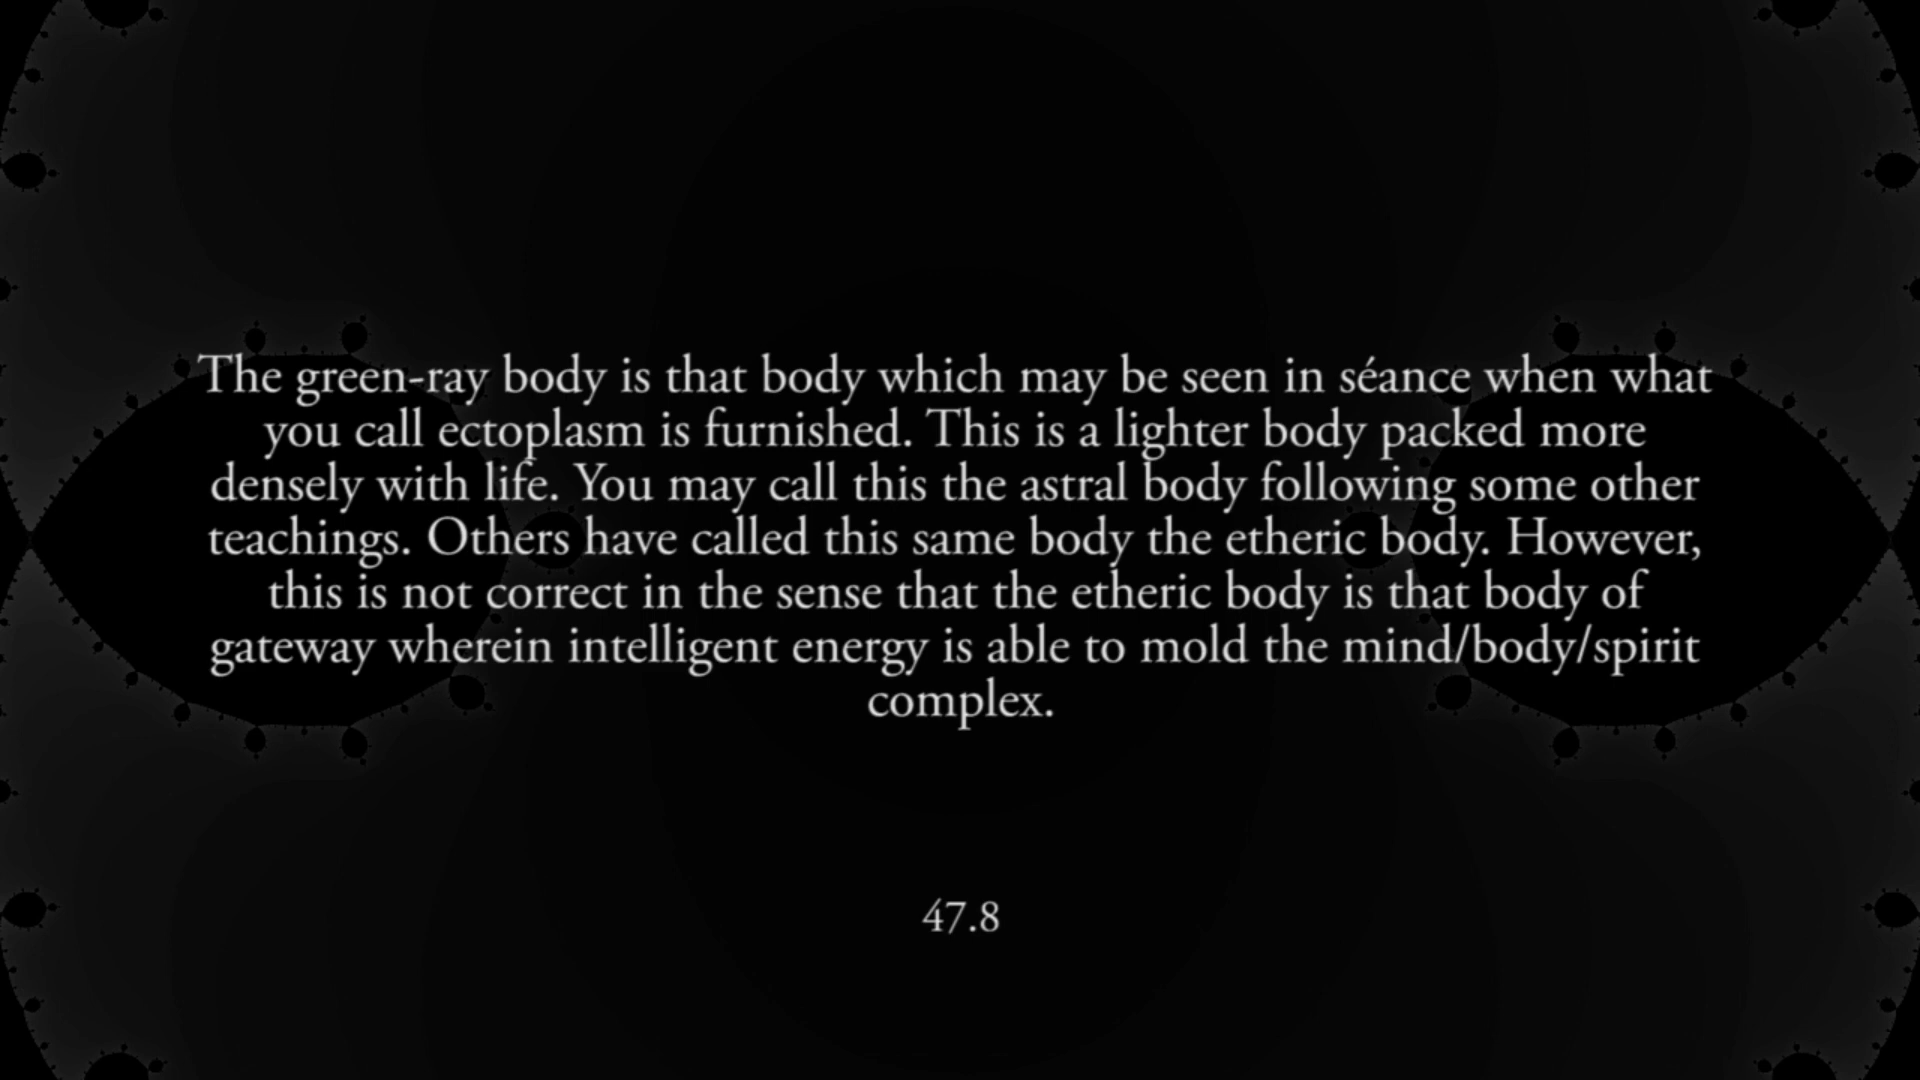 The green-ray body is that body which may be seen in séance when what
you call ectoplasm is furnished. This is a lighter body packed more
densely with life. You may call this the astral body following some other
teachings. Others have called this same body the etheric body. However,
this is not correct in the sense that the etheric body is that body of
gateway wherein intelligent energy is able to mold the mind/body/spirit
complex.
47.8